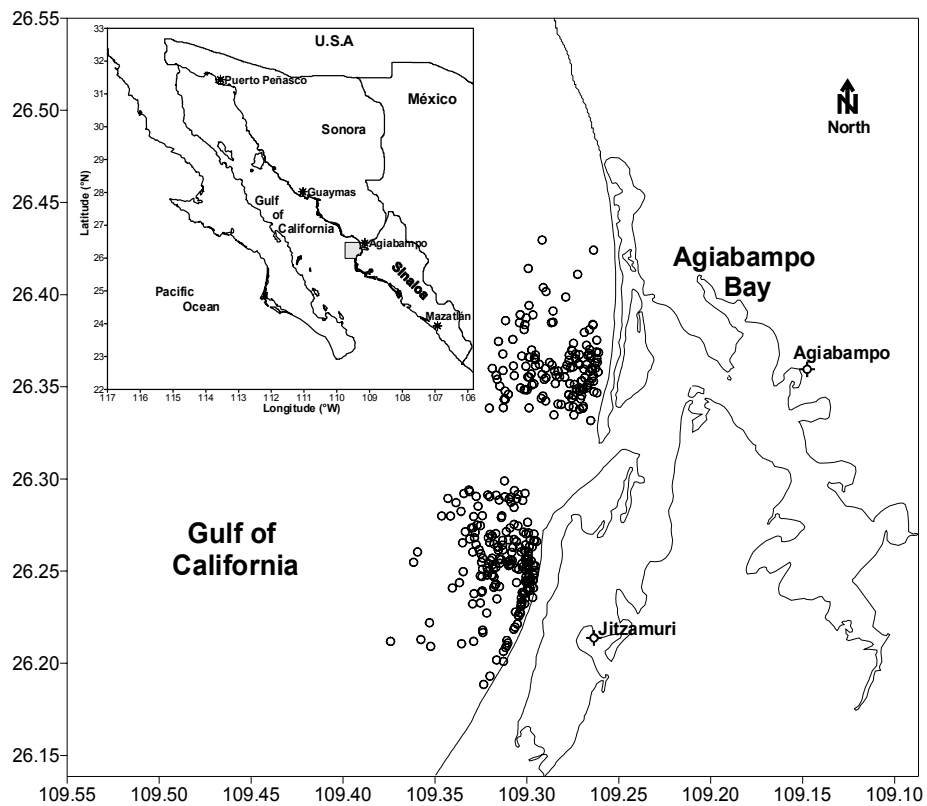 26.55
26.50
26.45
26.40
26.35
26.30
26.25
26.20
26.15
109.55
109.50
109.45
109.40
109.35
109.30
109.25
109.20
109.15
109.10
33
32
31
30
29
28
27
26
25
24
23
22
117
116
115
114
113
112
111
110
109
108
107
106
Latitude (°N)
Longitude (°W)
U.S.A
Puerto Peñasco
México
Sonora
Guaymas
Gulf
of
California
Agiabampo
Sinaloa
Pacific
Ocean
Mazatlán
N
North
Agiabampo
Bay
Agiabampo
Gulf of
California
Jitzamuri